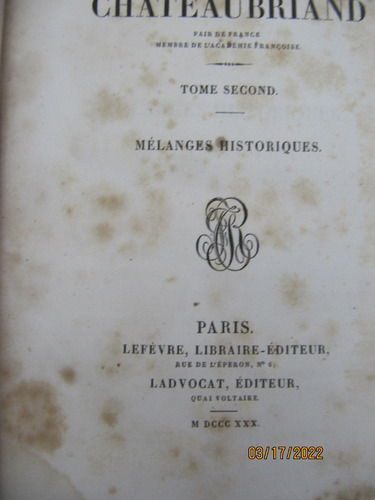 CHATEAUBRIAND
PAIR DE FRANCE
MEMBRE DE L'ACADÉMIE FRANÇOISE.
TOME SECOND.
MÉLANGES HISTORIQUES.
PARIS.
LEFÈVRE, LIBRAIRE-ÉDITEUR,
RUE DE L'ÉPERON, Nº 6;
LADVOCAT, ÉDITEUR,
QUAI VOLTAIRE.
M DCCC XXX.
03/17/2022